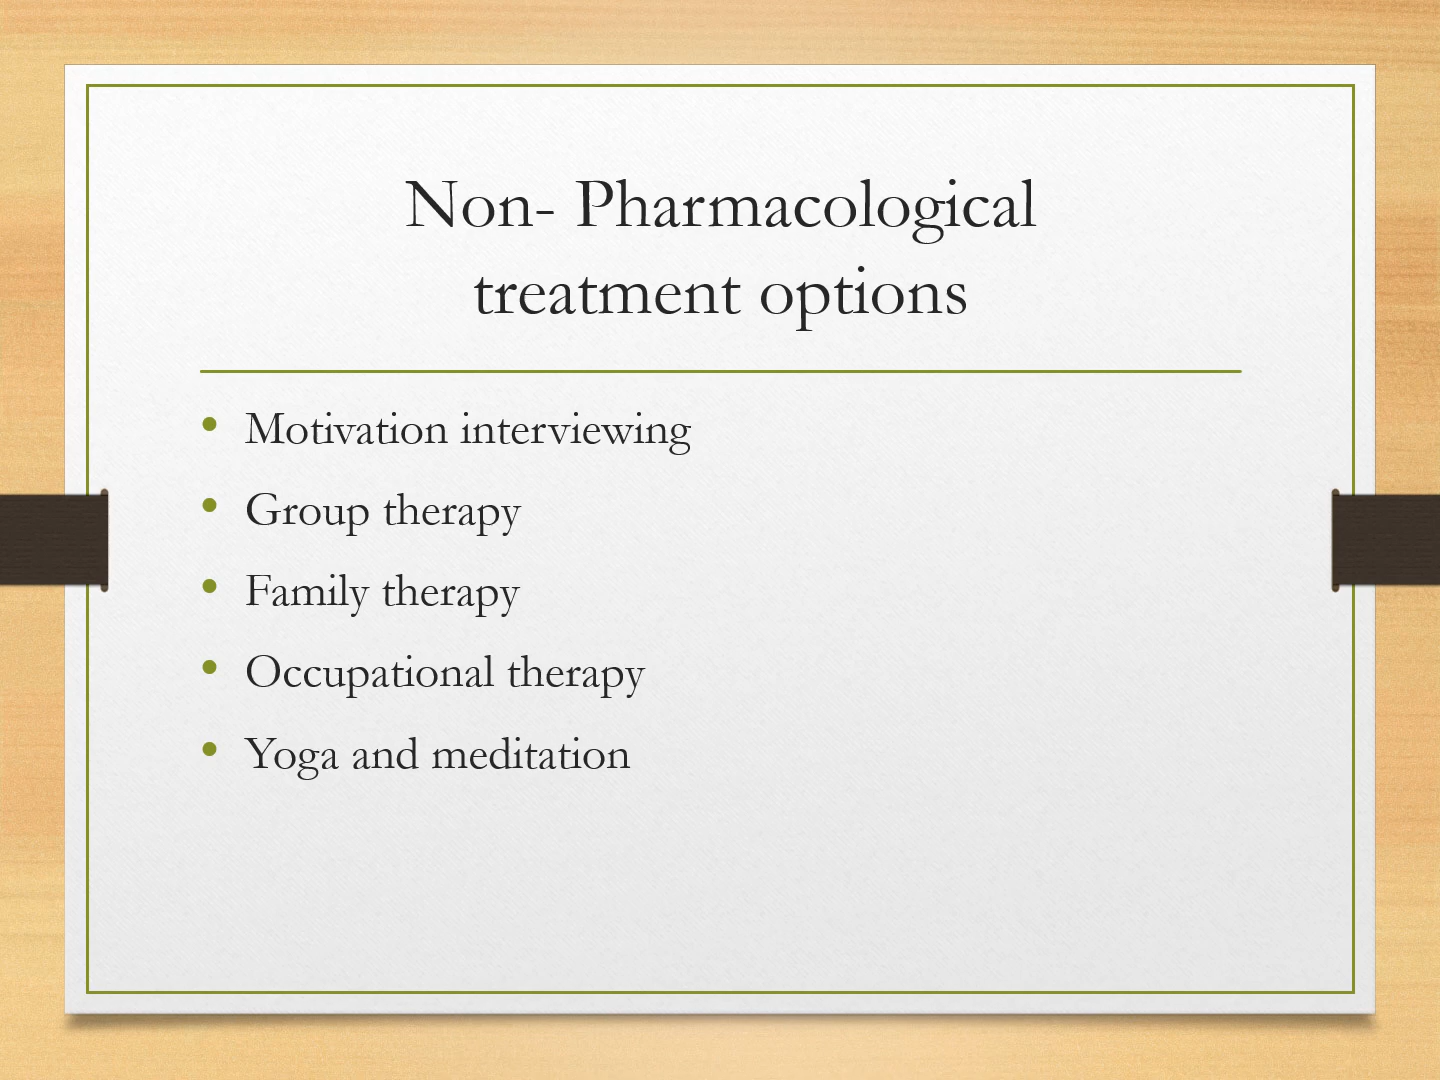 Non- Pharmacological
treatment options
• Motivation interviewing
• Group therapy
• Family therapy
• Occupational therapy
• Yoga and meditation